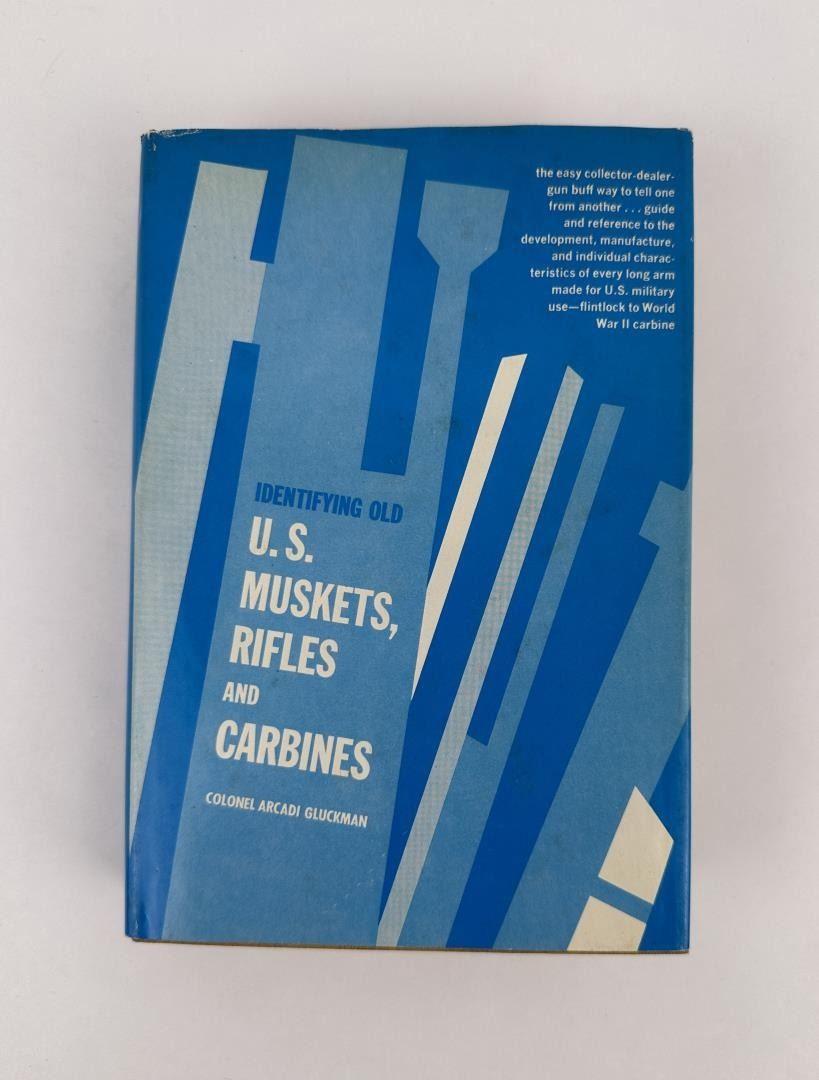 the easy collector-dealer-
gun buff way to tell one
from another . . . guide
and reference to the
development, manufacture,
and individual charac-
teristics of every long arm
made for U.S. military
use—flintlock to World
War II carbine
IDENTIFYING OLD
U. S.
MUSKETS,
RIFLES
AND
CARBINES
COLONEL ARCADI GLUCKMAN